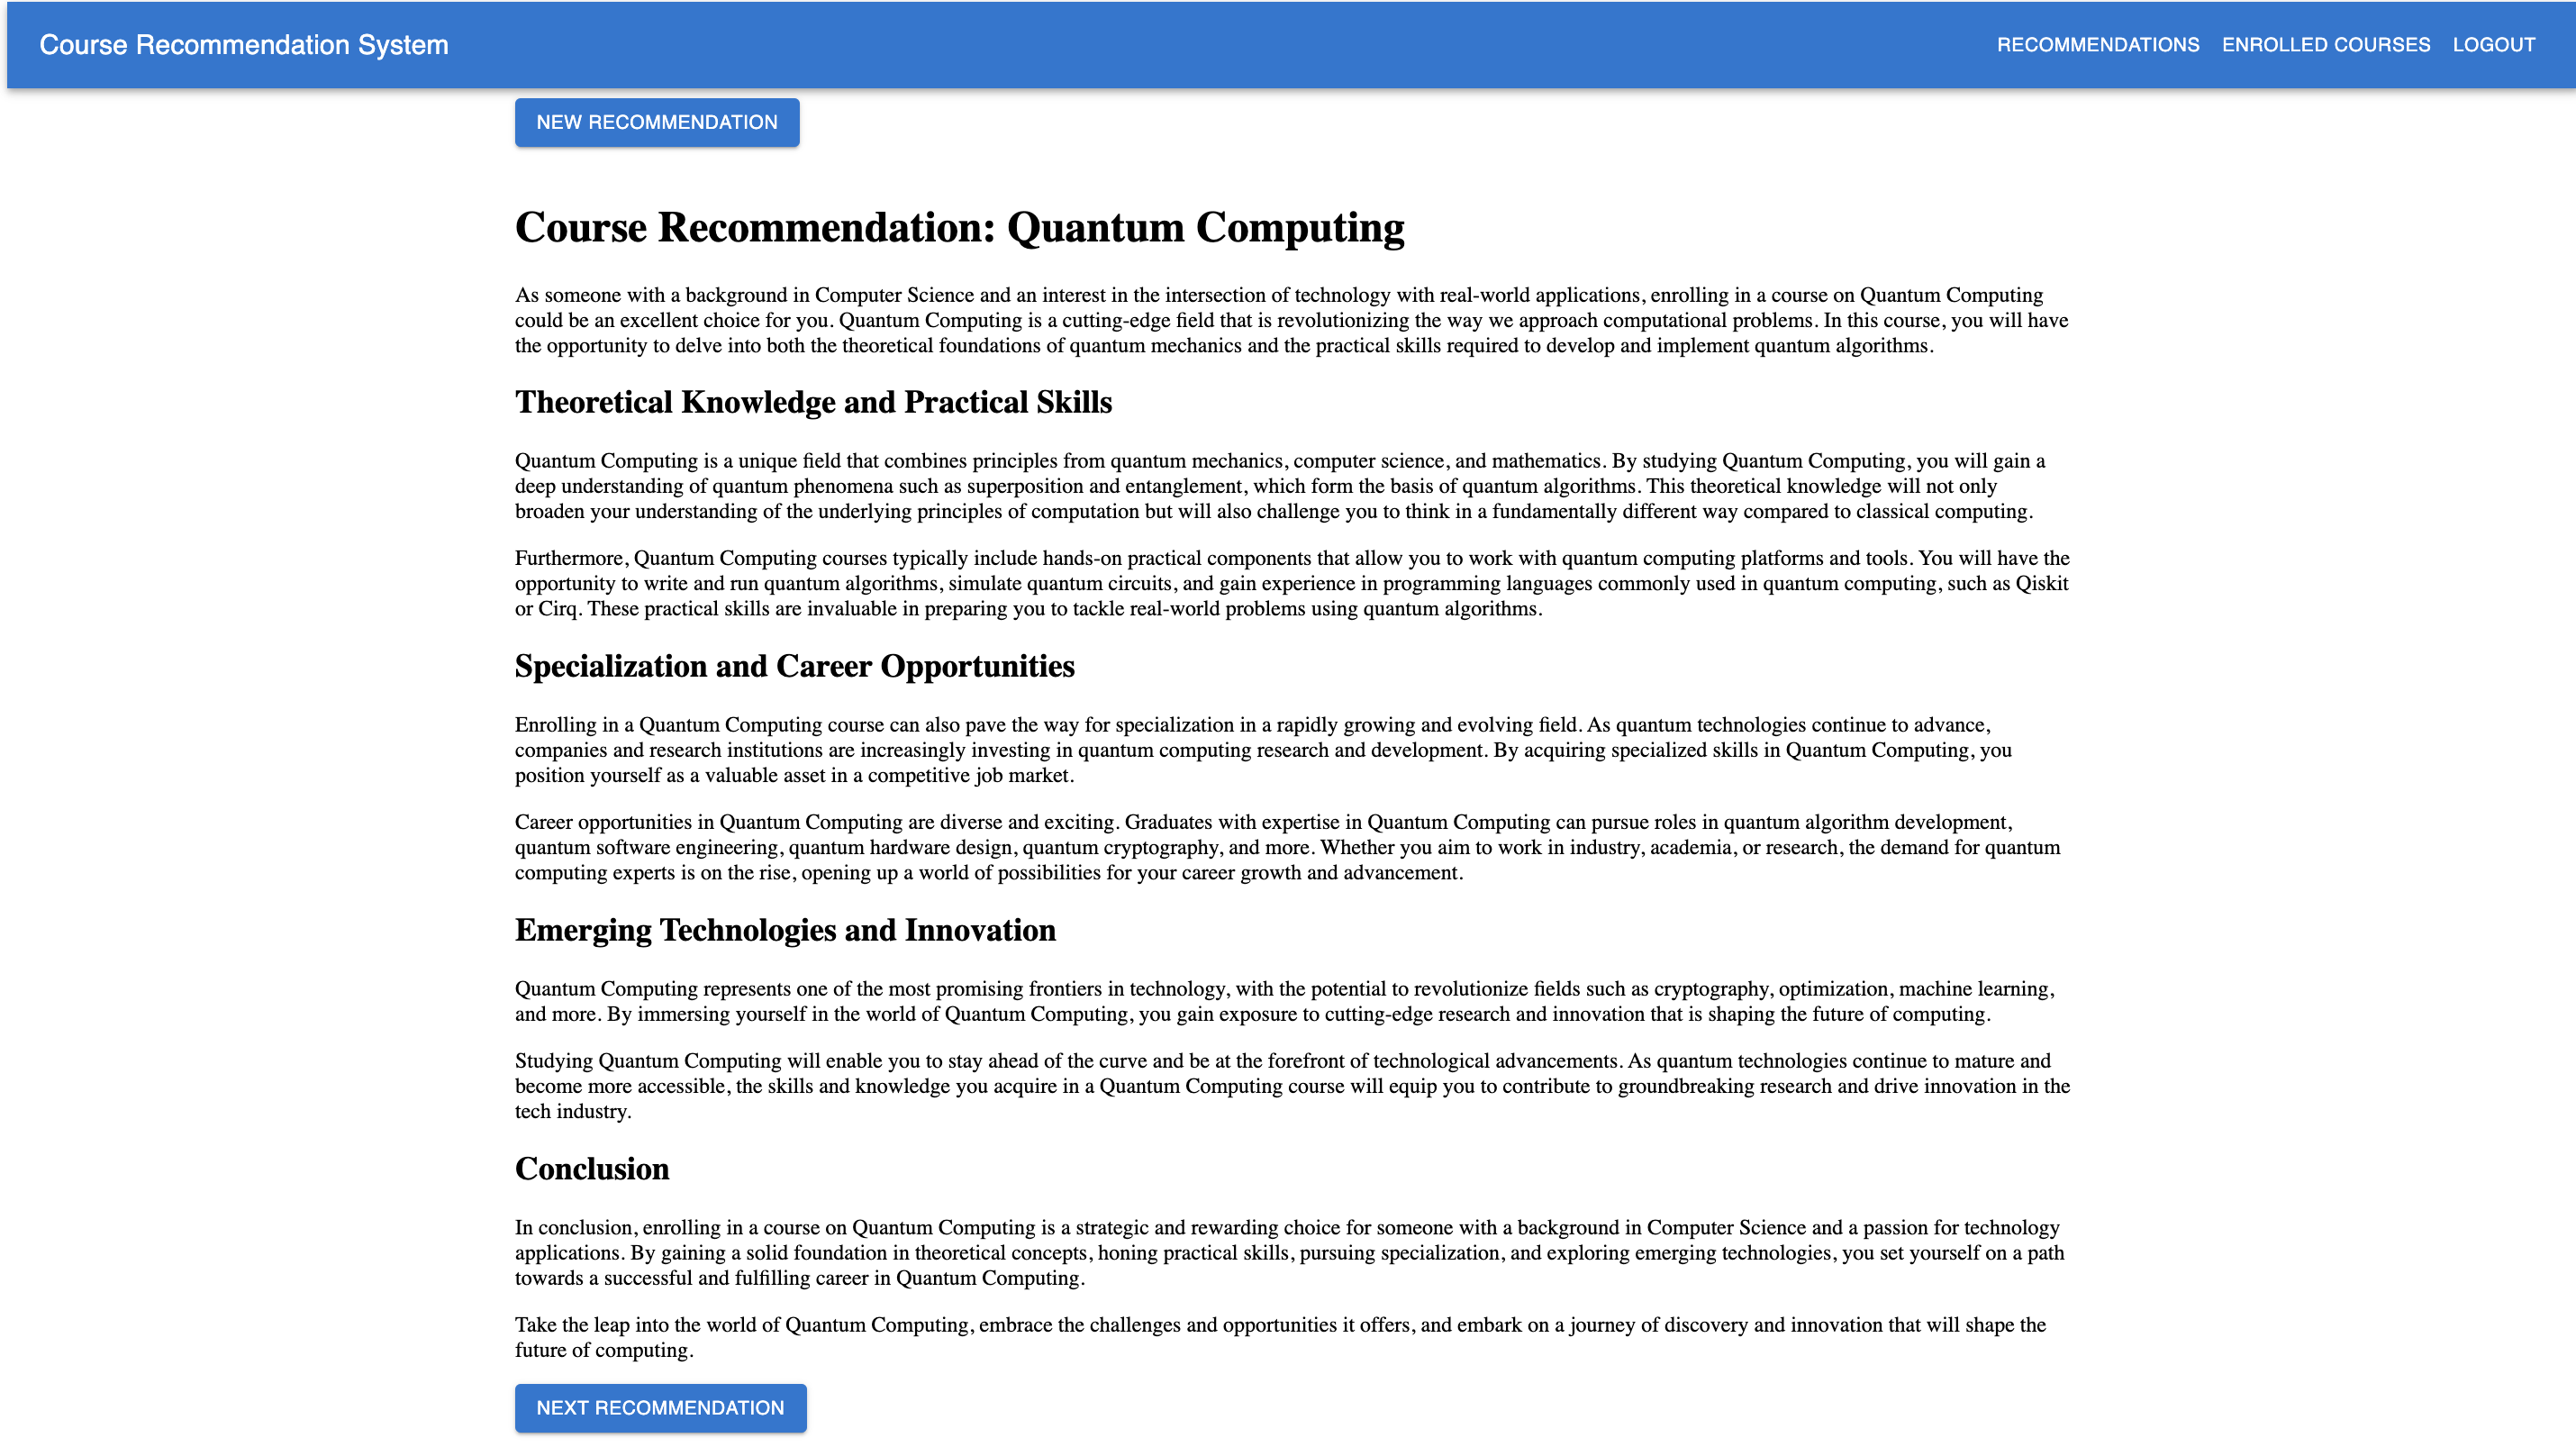 Course Recommendation System
RECOMMENDATIONS ENROLLED COURSES LOGOUT
NEW RECOMMENDATION
Course Recommendation: Quantum Computing
As someone with a background in Computer Science and an interest in the intersection of technology with real-world applications, enrolling in a course on Quantum Computing
could be an excellent choice for you. Quantum Computing is a cutting-edge field that is revolutionizing the way we approach computational problems. In this course, you will have
the opportunity to delve into both the theoretical foundations of quantum mechanics and the practical skills required to develop and implement quantum algorithms.
Theoretical Knowledge and Practical Skills
Quantum Computing is a unique field that combines principles from quantum mechanics, computer science, and mathematics. By studying Quantum Computing, you will gain a
deep understanding of quantum phenomena such as superposition and entanglement, which form the basis of quantum algorithms. This theoretical knowledge will not only
broaden your understanding of the underlying principles of computation but will also challenge you to think in a fundamentally different way compared to classical computing.
Furthermore, Quantum Computing courses typically include hands-on practical components that allow you to work with quantum computing platforms and tools. You will have the
opportunity to write and run quantum algorithms, simulate quantum circuits, and gain experience in programming languages commonly used in quantum computing, such as Qiskit
or Cirq. These practical skills are invaluable in preparing you to tackle real-world problems using quantum algorithms.
Specialization and Career Opportunities
Enrolling in a Quantum Computing course can also pave the way for specialization in a rapidly growing and evolving field. As quantum technologies continue to advance,
companies and research institutions are increasingly investing in quantum computing research and development. By acquiring specialized skills in Quantum Computing, you
position yourself as a valuable asset in a competitive job market.
Career opportunities in Quantum Computing are diverse and exciting. Graduates with expertise in Quantum Computing can pursue roles in quantum algorithm development,
quantum software engineering, quantum hardware design, quantum cryptography, and more. Whether you aim to work in industry, academia, or research, the demand for quantum
computing experts is on the rise, opening up a world of possibilities for your career growth and advancement.
Emerging Technologies and Innovation
Quantum Computing represents one of the most promising frontiers in technology, with the potential to revolutionize fields such as cryptography, optimization, machine learning,
and more. By immersing yourself in the world of Quantum Computing, you gain exposure to cutting-edge research and innovation that is shaping the future of computing.
Studying Quantum Computing will enable you to stay ahead of the curve and be at the forefront of technological advancements. As quantum technologies continue to mature and
become more accessible, the skills and knowledge you acquire in a Quantum Computing course will equip you to contribute to groundbreaking research and drive innovation in the
tech industry.
Conclusion
In conclusion, enrolling in a course on Quantum Computing is a strategic and rewarding choice for someone with a background in Computer Science and a passion for technology
applications. By gaining a solid foundation in theoretical concepts, honing practical skills, pursuing specialization, and exploring emerging technologies, you set yourself on a path
towards a successful and fulfilling career in Quantum Computing.
Take the leap into the world of Quantum Computing, embrace the challenges and opportunities it offers, and embark on a journey of discovery and innovation that will shape the
future of computing.
NEXT RECOMMENDATION